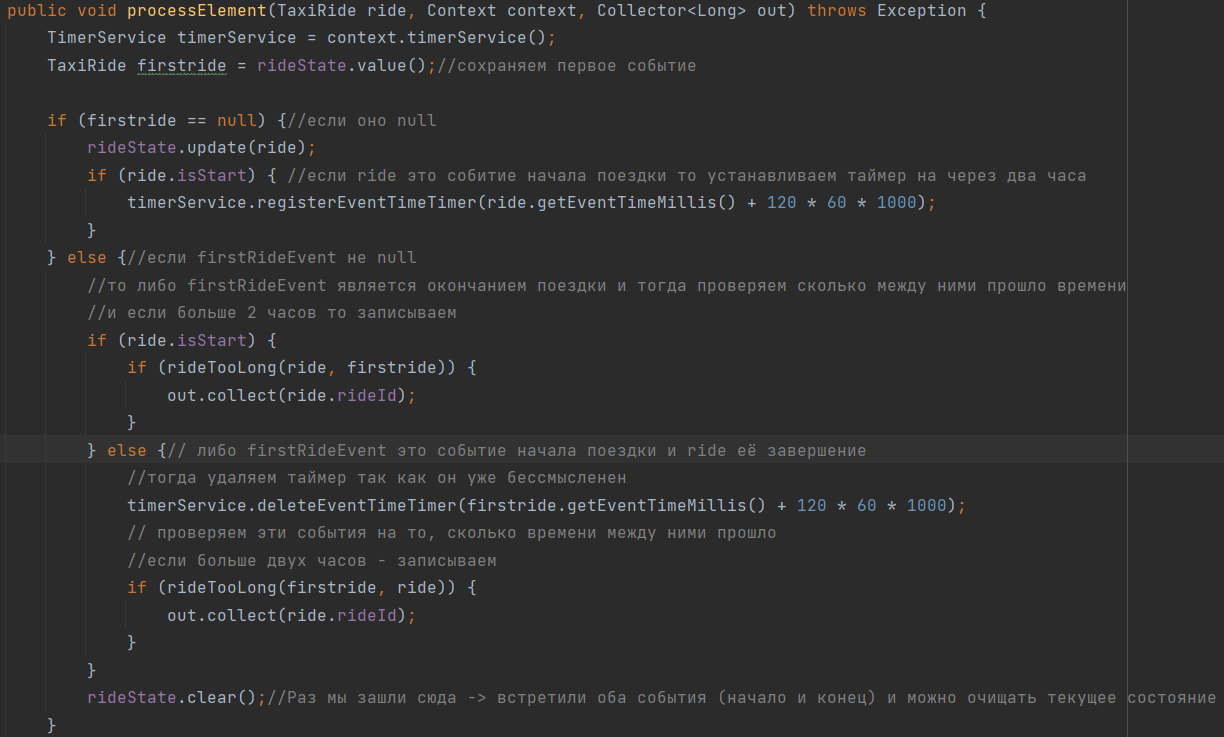 public void processElement(TaxiRide ride, Context context, Collector<Long> out) throws Exception {
TimerService timerService = context.timerService();
TaxiRide firstride = rideState.value();//сохраняем первое событие
if (firstride == null) {//если оно null
rideState.update(ride);
if (ride.isStart) { //если ride это собитие начала поездки то устанавливаем таймер на через два часа
timerService.registerEventTimeTimer(ride.getEventTimeMillis() + 120 * 60 * 1000);
}
} else {//если firstRideEvent не null
//то либо firstRideEvent является окончанием поездки и тогда проверяем сколько между ними прошло времени
//и если больше 2 часов то записываем
if (ride.isStart) {
if (rideTooLong(ride, firstride)) {
out.collect(ride.rideId);
}
} else {// либо firstRideEvent это событие начала поездки и ride её завершение
//тогда удаляем таймер так как он уже бессмысленен
timerService.deleteEventTimeTimer(firstride.getEventTimeMillis() + 120 * 60 * 1000);
// проверяем эти события на то, сколько времени между ними прошло
//если больше двух часов - записываем
if (rideTooLong(firstride, ride)) {
out.collect(ride.rideId);
}
}
rideState.clear();//Раз мы зашли сюда -> встретили оба события (начало и конец) и можно очищать текущее состояние
}